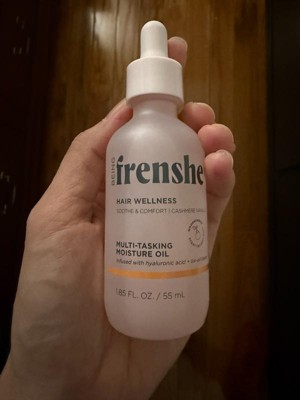 BEING
frenshe
HAIR WELLNESS
SOOTHE & COMFORT | CASHMERE
MULTI-TASKING
MOISTURE OIL
infused with hyaluronic acid +
1.85 FL. OZ. / 55 mL